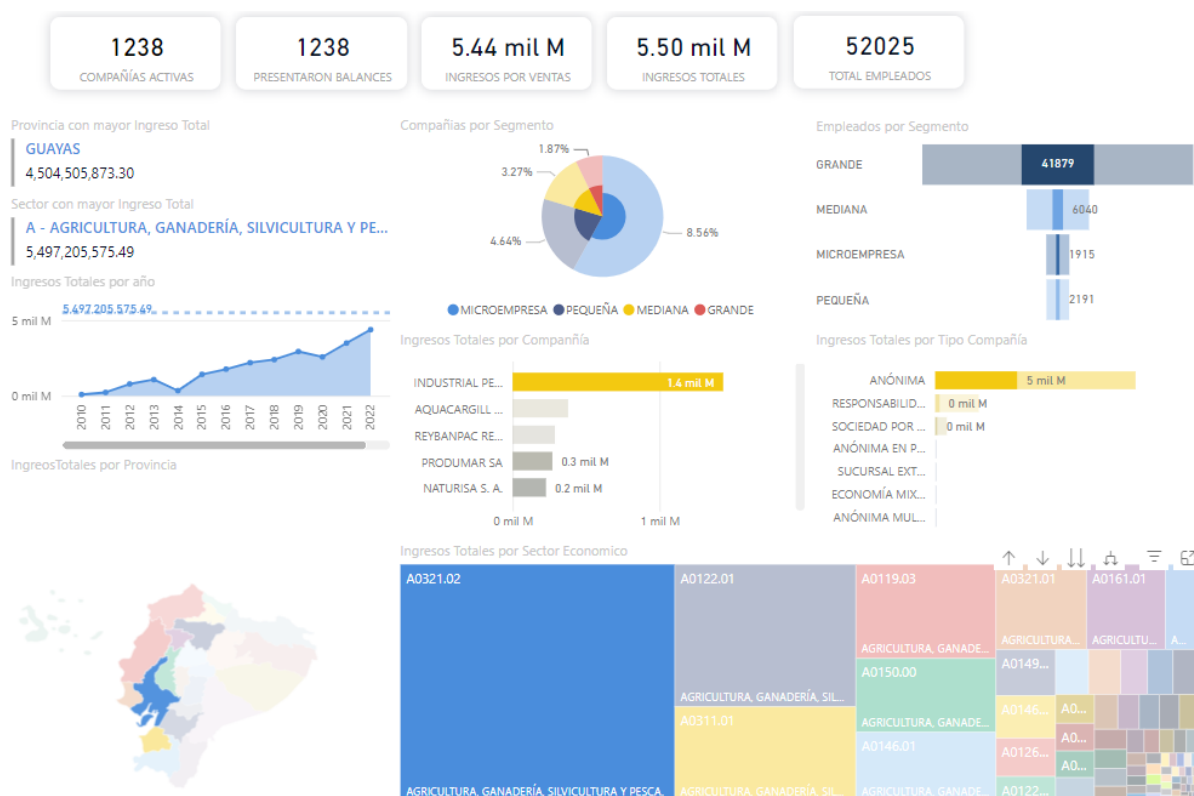 1238
COMPAÑÍAS ACTIVAS
1238
PRESENTARON BALANCES
5.44 mil M
INGRESOS POR VENTAS
5.50 mil M
INGRESOS TOTALES
52025
TOTAL EMPLEADOS
Provincia con mayor Ingreso Total
GUAYAS
4,504,505,873.30
Sector con mayor Ingreso Total
A - AGRICULTURA, GANADERÍA, SILVICULTURA Y PE...
5,497,205,575.49
Ingresos Totales por año
5.497.205.575.49
5 mil M
0 mil M
2010
2011
2012
2013
2014
2015
2016
2017
2018
2019
2020
2021
2022
IngreosTotales por Provincia
Compañias por Segmento
1.87%
3.27%
4.64%
8.56%
MICROEMPRESA PEQUEÑA MEDIANA GRANDE
Ingresos Totales por Companñía
INDUSTRIAL PE...
1.4 mil M
AQUACARGILL ...
REYBANPAC RE...
PRODUMAR SA
0.3 mil M
NATURISA S. A.
0.2 mil M
0 mil M
1 mil M
Empleados por Segmento
GRANDE
41879
MEDIANA
6040
MICROEMPRESA
1915
PEQUEÑA
2191
Ingresos Totales por Tipo Compañía
ANÓNIMA
5 mil M
RESPONSABILID...
0 mil M
SOCIEDAD POR ...
0 mil M
ANÓNIMA EN P...
SUCURSAL EXT...
ECONOMÍA MIX...
ANÓNIMA MUL...
Ingresos Totales por Sector Economico
A0321.02
AGRICULTURA, GANADERÍA, SILVICULTURA Y PESCA.
A0122.01
AGRICULTURA, GANADERÍA, SIL...
A0311.01
AGRICULTURA, GANADERÍA, SIL...
A0119.03
AGRICULTURA, GANADE...
A0150.00
AGRICULTURA, GANADE...
A0146.01
AGRICULTURA, GANADE...
A0321.01
AGRICULTURA...
A0161.01
AGRICULTU...
A...
A0149...
A0146...
A0...
A0126...
A0...
A0...
A0122...